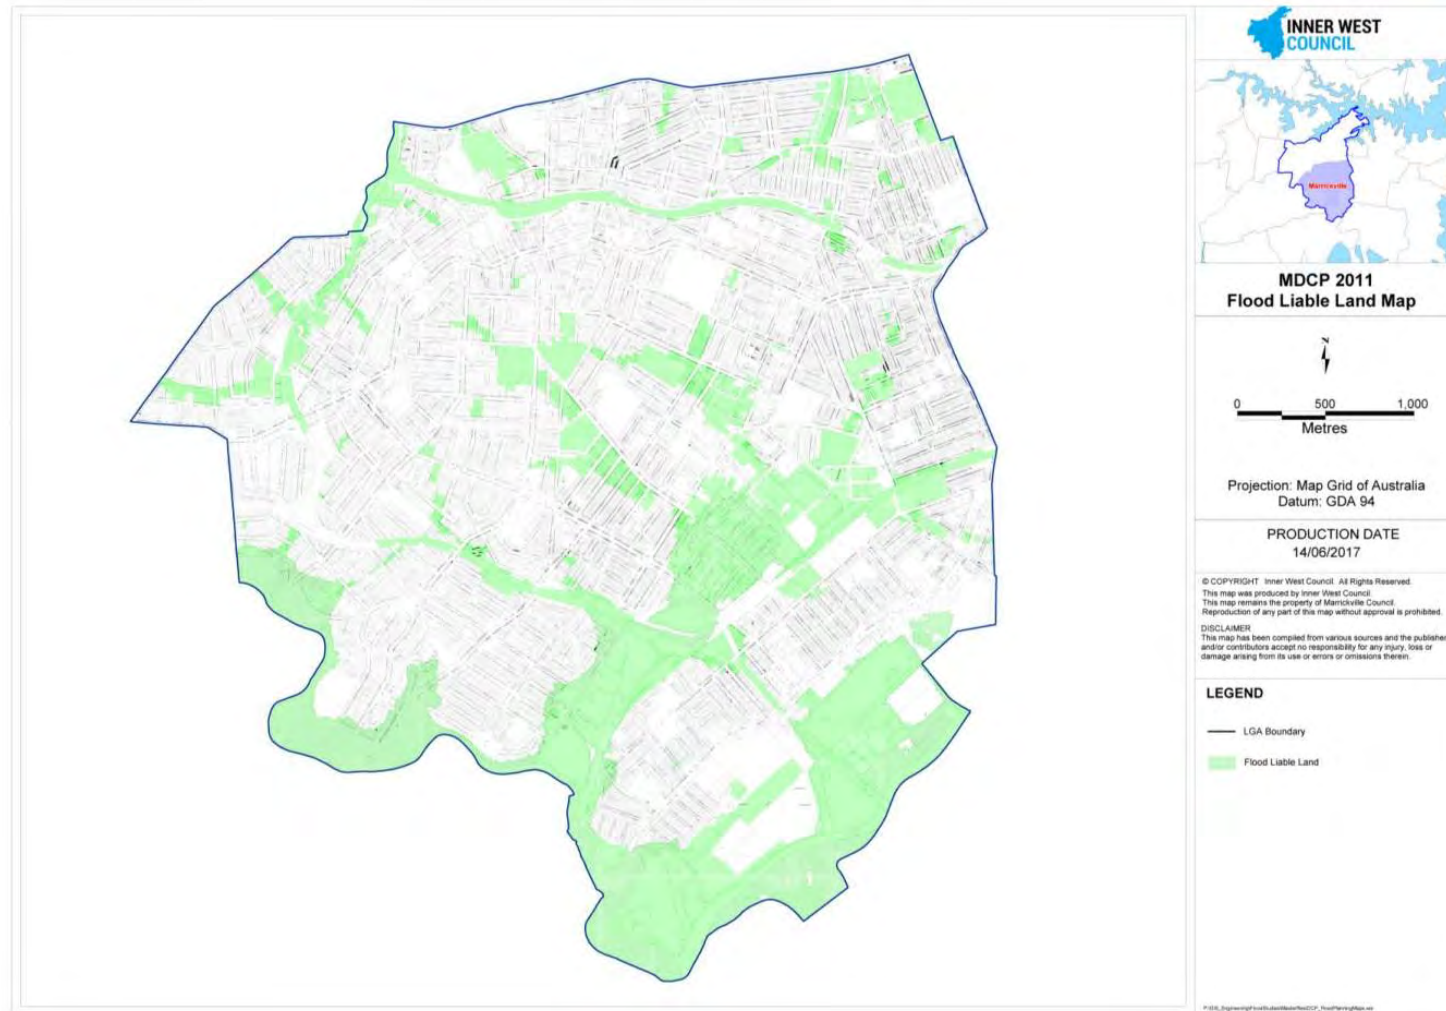 INNER WEST
COUNCIL
Marrickville
MDCP 2011
Flood Liable Land Map
N
0 500 1,000
Metres
Projection: Map Grid of Australia
Datum: GDA 94
PRODUCTION DATE
14/06/2017
© COPYRIGHT Inner West Council. All Rights Reserved.
This map was produced by Inner West Council.
This map remains the property of Marrickville Council.
Reproduction of any part of this map without approval is prohibited.
DISCLAIMER
This map has been compiled from various sources and the publisher
and/or contributors accept no responsibility for any injury, loss or
damage arising from its use or errors or omissions therein.
LEGEND
LGA Boundary
Flood Liable Land